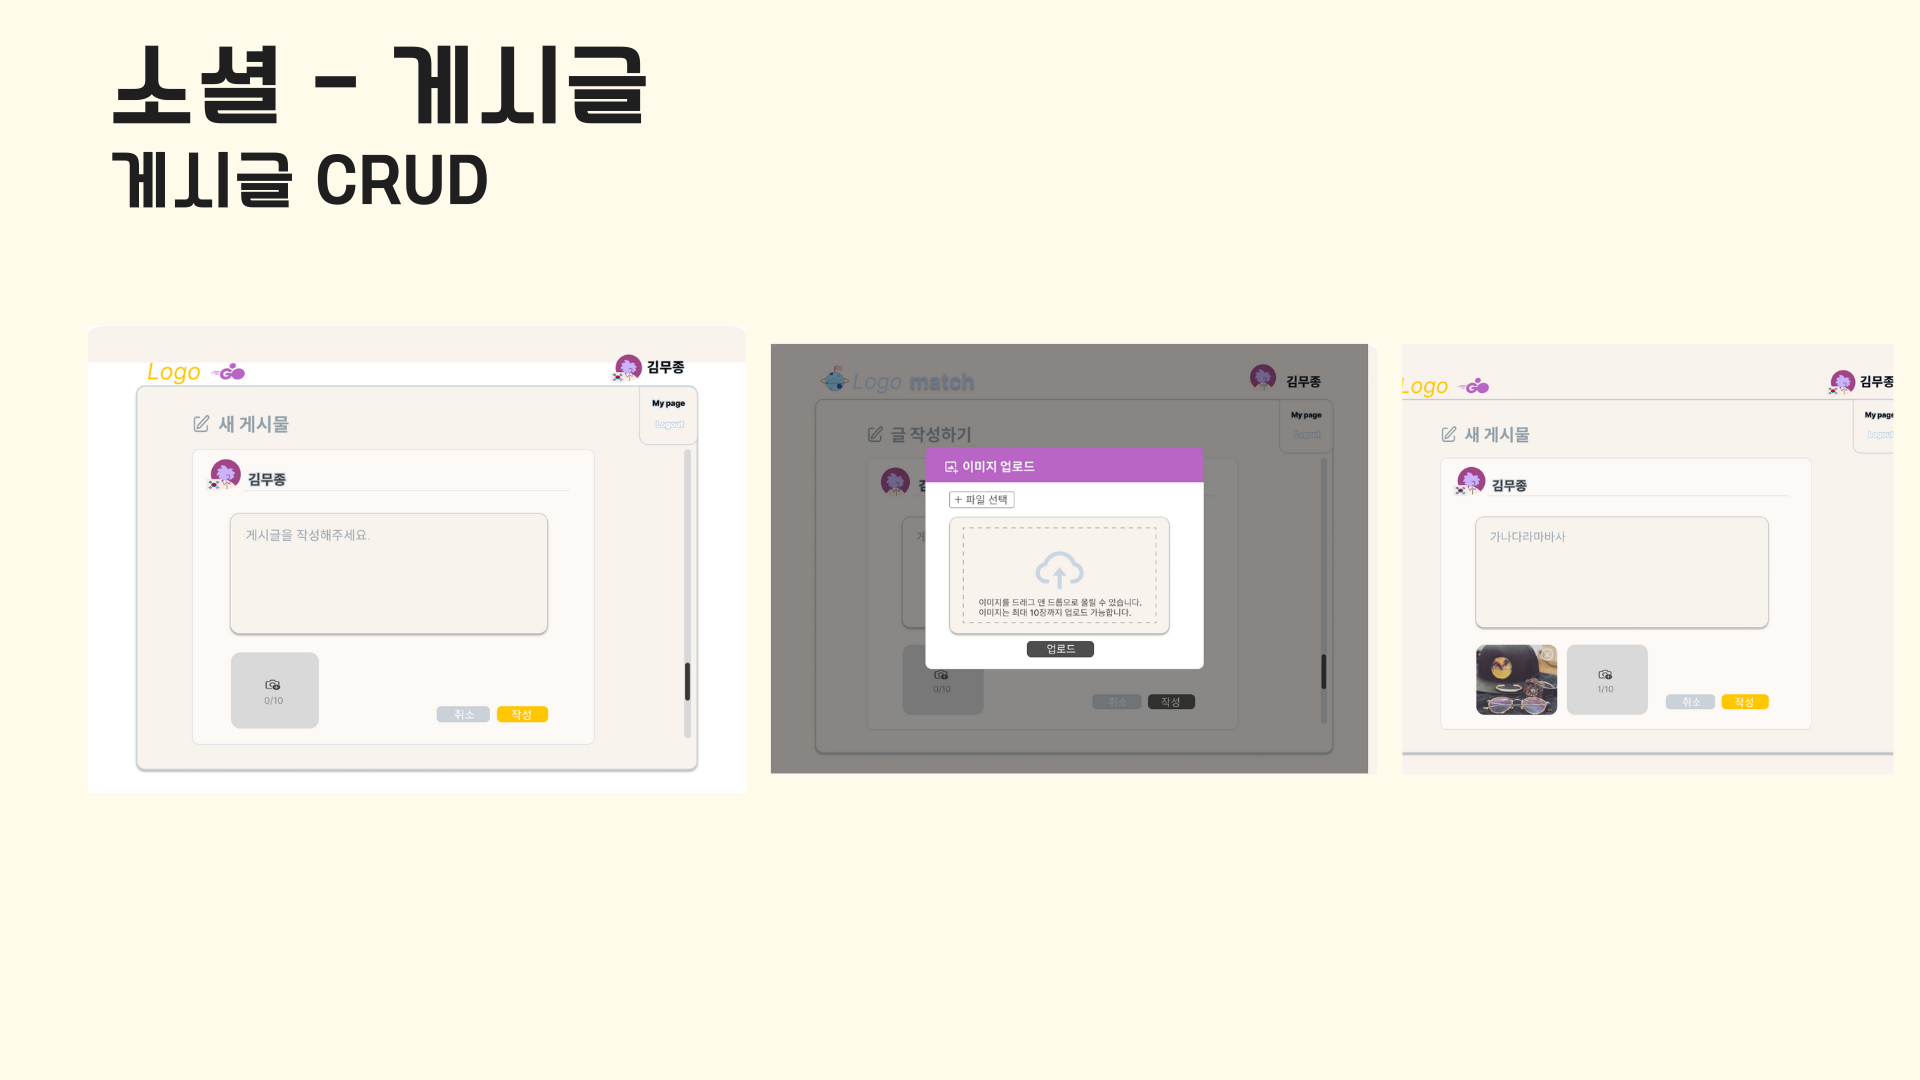 소셜 - 게시글
게시글 CRUD
Logo GO
김무종
My page
Logout
새 게시물
김무종
게시글을 작성해주세요.
0/10
취소
작성
Logo match
김무종
My page
Logout
글 작성하기
이미지 업로드
+ 파일 선택
이미지를 드래그 앤 드롭으로 올릴 수 있습니다.
이미지는 최대 10장까지 업로드 가능합니다.
업로드
0/10
취소
작성
Logo GO
김무종
My page
Logout
새 게시물
김무종
가나다라마바사
1/10
취소
작성